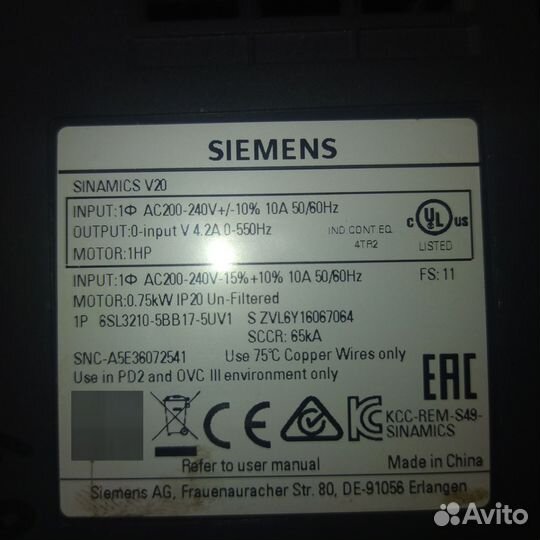 SIEMENS
SINAMICS V20
INPUT:1Φ AC200-240V+/-10% 10A 50/60Hz
OUTPUT:0-input V 4.2A 0-550Hz
MOTOR:1HP
IND.CONT.EQ.
4TR2
C UL US
LISTED
INPUT:1Φ AC200-240V-15%+10% 10A 50/60Hz FS: 11
MOTOR:0.75kW IP20 Un-Filtered
1P 6SL3210-5BB17-5UV1 S ZVL6Y16067064
SCCR: 65kA
SNC-A5E36072541 Use 75℃ Copper Wires only
Use in PD2 and OVC III environment only
EAC
CE
KCC-REM-S49-
SINAMICS
Refer to user manual Made in China
Siemens AG, Frauenauracher Str. 80, DE-91056 Erlangen
Avito